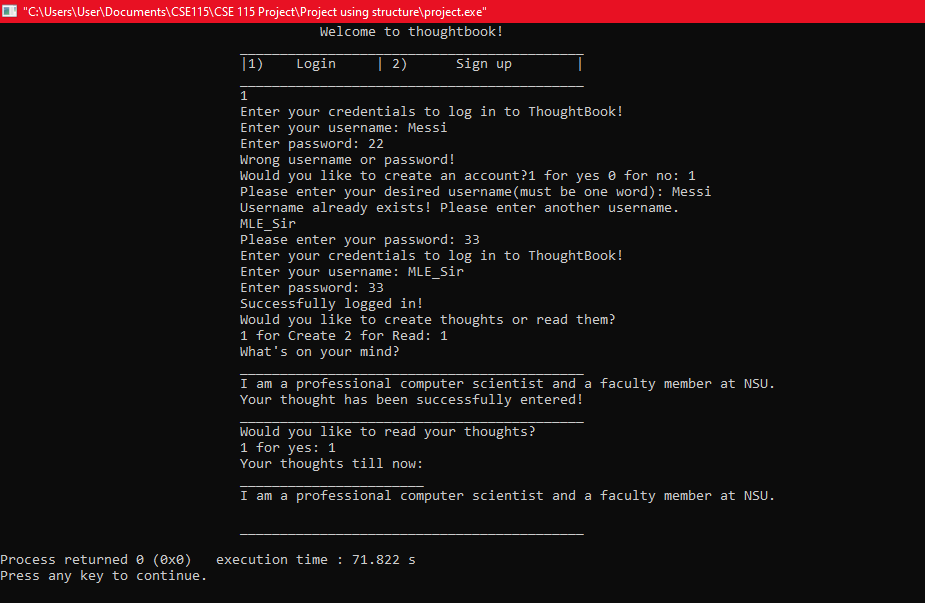 "C:\Users\User\Documents\CSE115\CSE 115 Project\Project using structure\project.exe"
Welcome to thoughtbook!
___________________________________________
|1)    Login     | 2)      Sign up        |
___________________________________________
1
Enter your credentials to log in to ThoughtBook!
Enter your username: Messi
Enter password: 22
Wrong username or password!
Would you like to create an account?1 for yes 0 for no: 1
Please enter your desired username(must be one word): Messi
Username already exists! Please enter another username.
MLE_Sir
Please enter your password: 33
Enter your credentials to log in to ThoughtBook!
Enter your username: MLE_Sir
Enter password: 33
Successfully logged in!
Would you like to create thoughts or read them?
1 for Create 2 for Read: 1
What's on your mind?
___________________________________________
I am a professional computer scientist and a faculty member at NSU.
Your thought has been successfully entered!
___________________________________________
Would you like to read your thoughts?
1 for yes: 1
Your thoughts till now:
_______________________
I am a professional computer scientist and a faculty member at NSU.
___________________________________________
Process returned 0 (0x0)   execution time : 71.822 s
Press any key to continue.